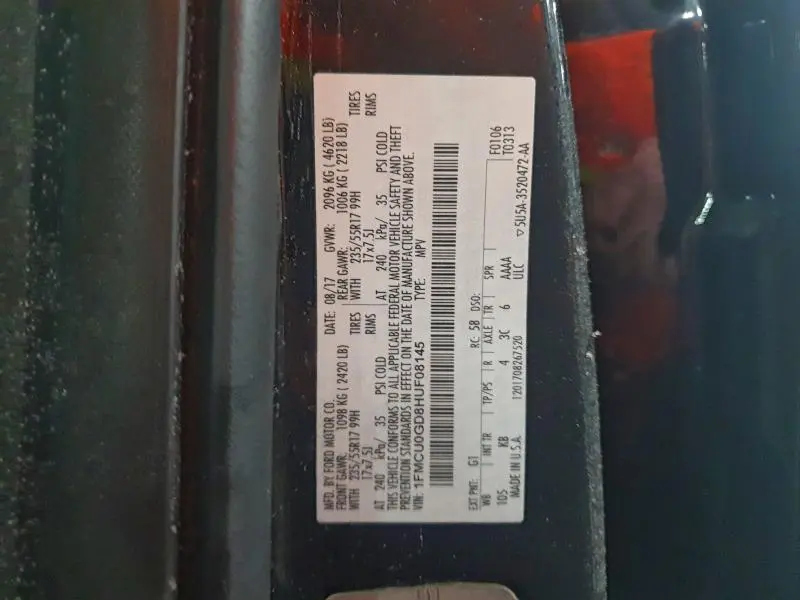 MFD. BY FORD MOTOR CO.
DATE: 08/17 GVWR: 2096 KG ( 4620 LB)
FRONT GAWR: 1098 KG ( 2420 LB) REAR GAWR: 1006 KG ( 2218 LB)
WITH 235/55R17 99H TIRES WITH 235/55R17 99H TIRES
17x7.5J RIMS 17x7.5J RIMS
AT 240 kPa/ 35 PSI COLD AT 240 kPa/ 35 PSI COLD
THIS VEHICLE CONFORMS TO ALL APPLICABLE FEDERAL MOTOR VEHICLE SAFETY AND THEFT
PREVENTION STANDARDS IN EFFECT ON THE DATE OF MANUFACTURE SHOWN ABOVE.
VIN: 1FMCU0GD8HUF08145 TYPE: MPV
EXT PNT: G1 RC: 58 DSO: F0106
WB INT TR TP/PS R AXLE TR SPR T0313
105 KB 4 3C 6 AAAA
ULC
MADE IN U.S.A. 1201708267520 ▽5U5A-3520472-AA